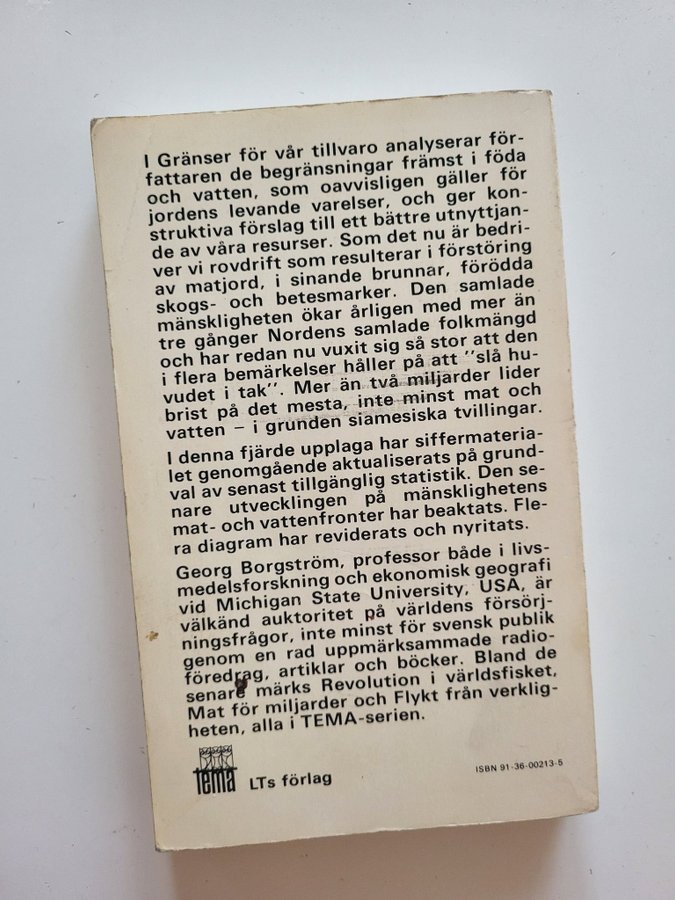 I Gränser för vår tillvaro analyserar för-
fattaren de begränsningar främst i föda
och vatten, som oavvisligen gäller för
jordens levande varelser, och ger kon-
struktiva förslag till ett bättre utnyttjan-
de av våra resurser. Som det nu är bedri-
ver vi rovdrift som resulterar i förstöring
av matjord, i sinande brunnar, förödda
skogs- och betesmarker. Den samlade
mänskligheten ökar årligen med mer än
tre gånger Nordens samlade folkmängd
och har redan nu vuxit sig så stor att den
i flera bemärkelser håller på att "slå hu-
vudet i tak". Mer än två miljarder lider
brist på det mesta, inte minst mat och
vatten – i grunden siamesiska tvillingar.
I denna fjärde upplaga har siffermateria-
let genomgående aktualiserats på grund-
val av senast tillgänglig statistik. Den se-
nare utvecklingen på mänsklighetens
mat- och vattenfronter har beaktats. Fle-
ra diagram har reviderats och nyritats.
Georg Borgström, professor både i livs-
medelsforskning och ekonomisk geografi
vid Michigan State University, USA, är
välkänd auktoritet på världens försörj-
ningsfrågor, inte minst för svensk publik
genom en rad uppmärksammade radio-
föredrag, artiklar och böcker. Bland de
senare märks Revolution i världsfisket,
Mat för miljarder och Flykt från verklig-
heten, alla i TEMA-serien.
tema LTs förlag
ISBN 91-36-00213-5